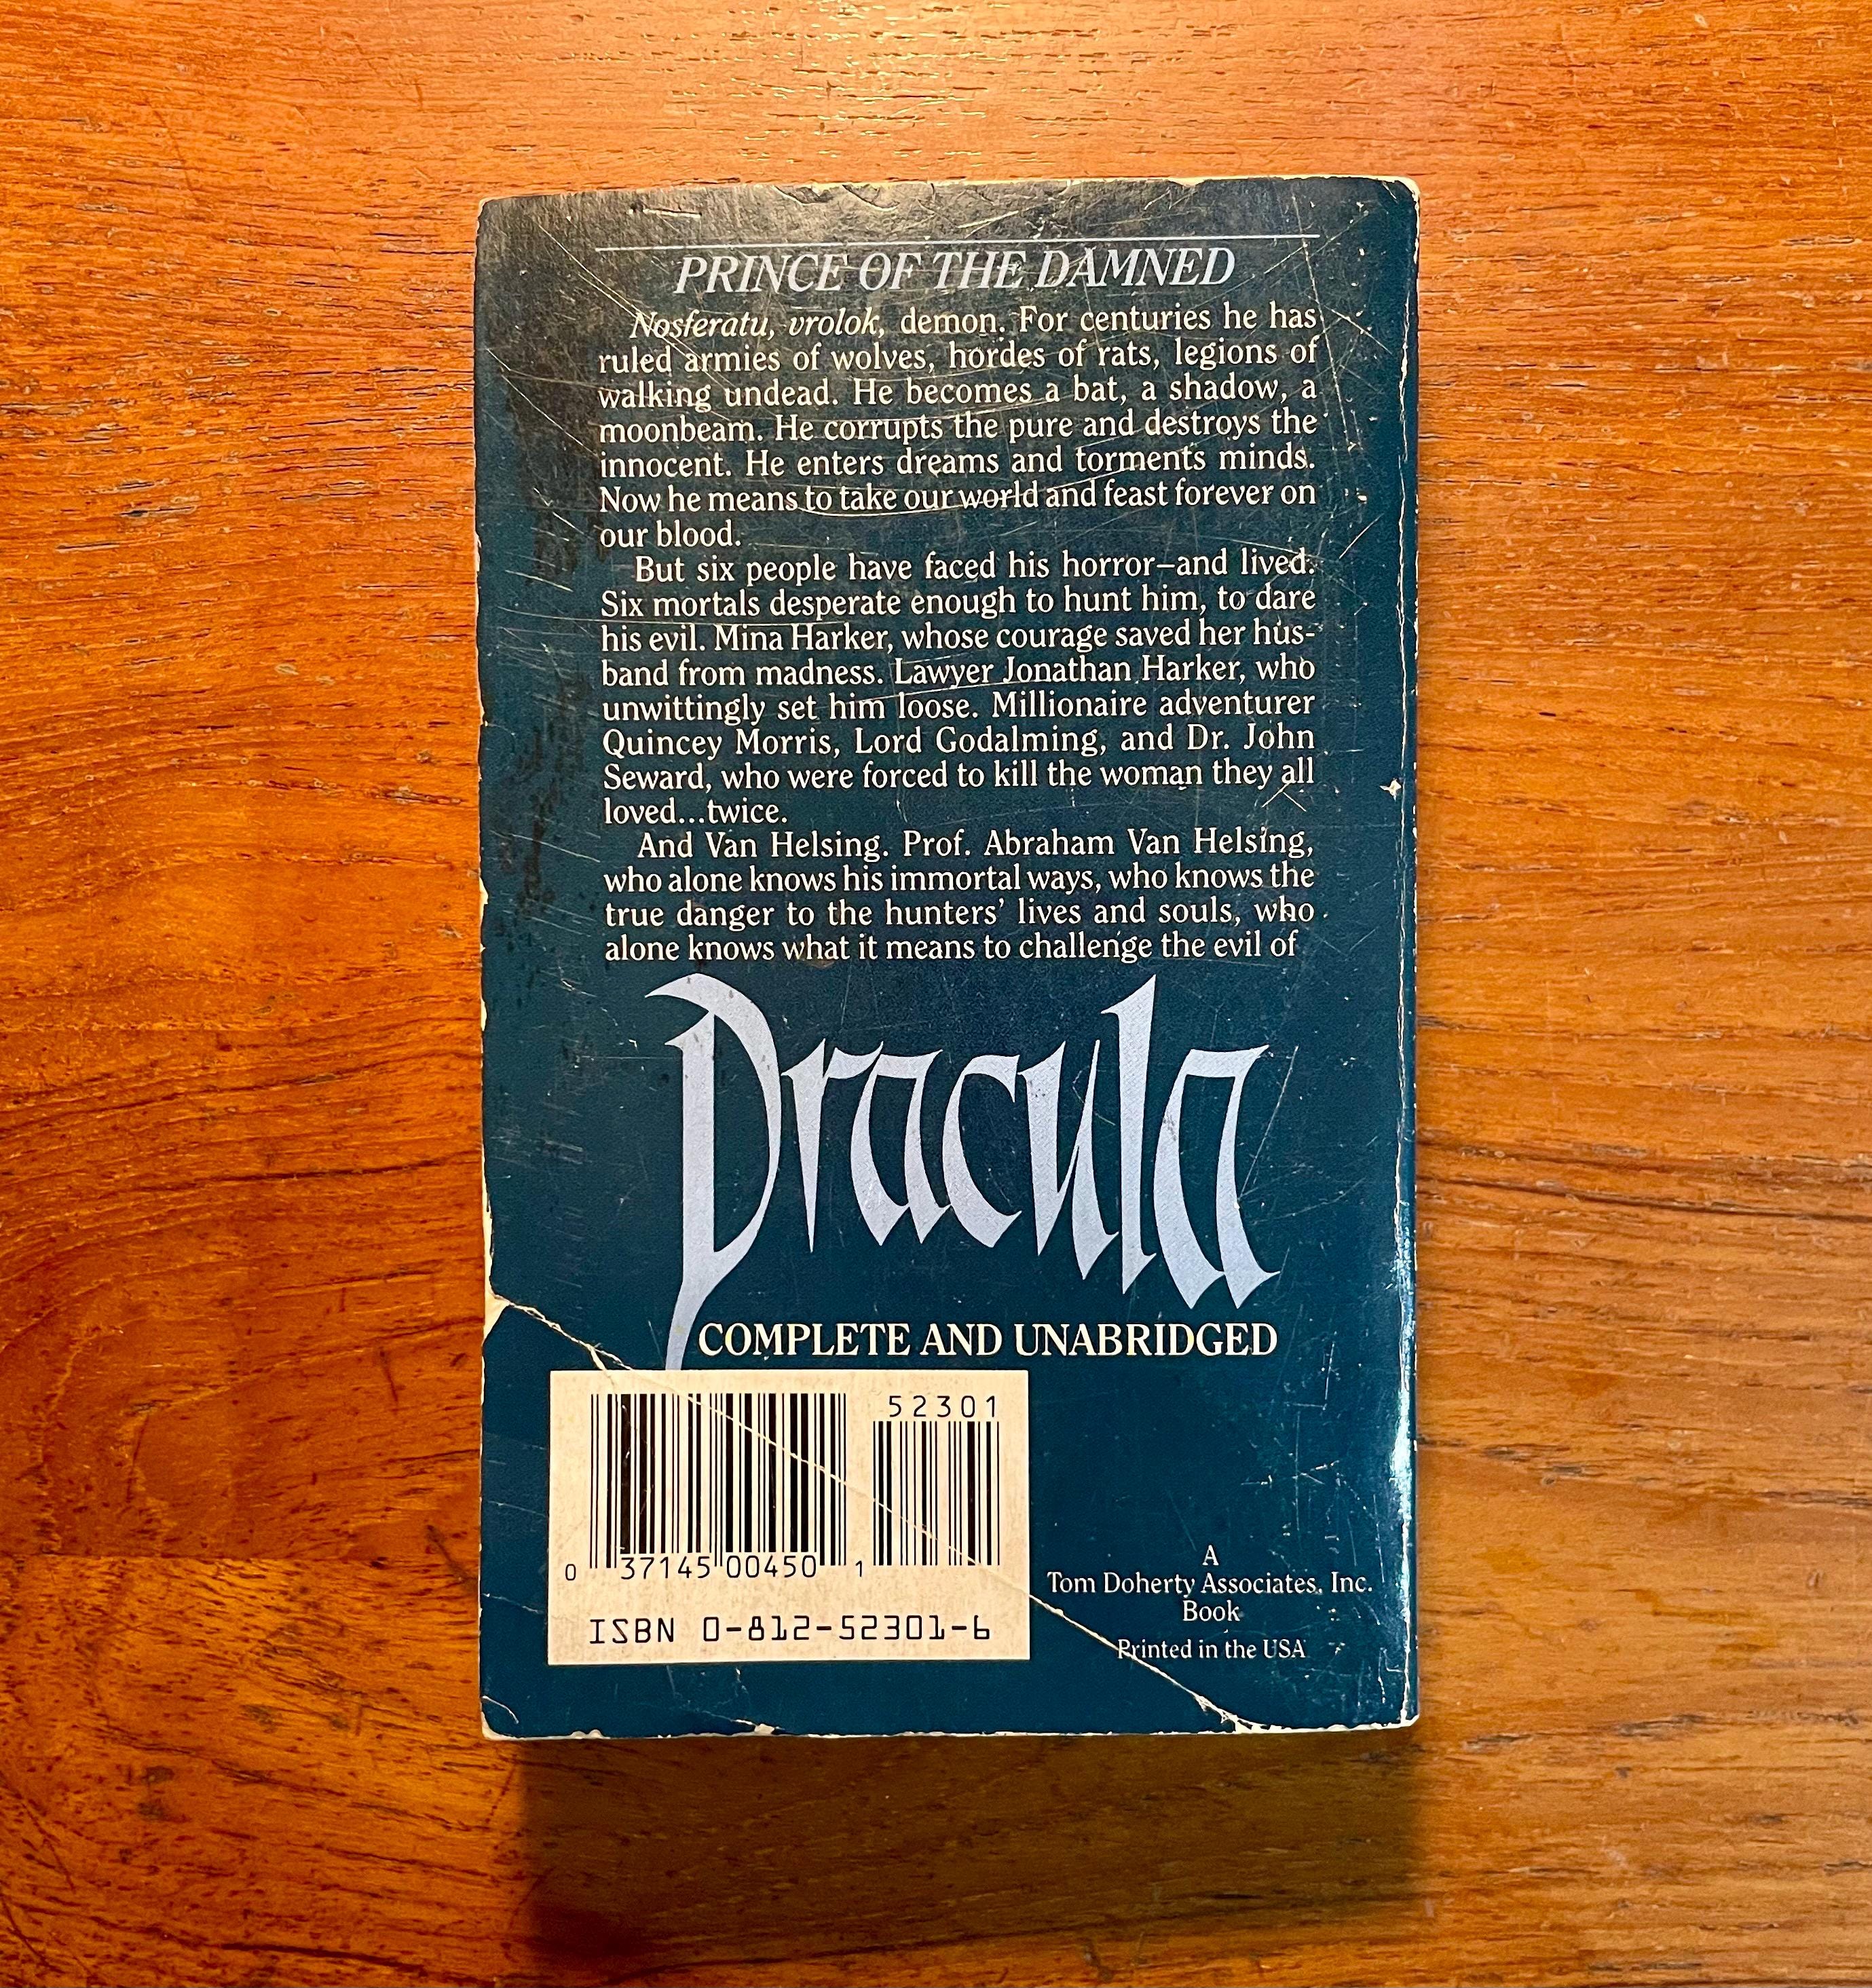 PRINCE OF THE DAMNED
Nosferatu, vrolok, demon. For centuries he has
ruled armies of wolves, hordes of rats, legions of
walking undead. He becomes a bat, a shadow, a
moonbeam. He corrupts the pure and destroys the
innocent. He enters dreams and torments minds.
Now he means to take our world and feast forever on
our blood.
But six people have faced his horror–and lived.
Six mortals desperate enough to hunt him, to dare
his evil. Mina Harker, whose courage saved her hus-
band from madness. Lawyer Jonathan Harker, who
unwittingly set him loose. Millionaire adventurer
Quincey Morris, Lord Godalming, and Dr. John
Seward, who were forced to kill the woman they all
loved...twice.
And Van Helsing. Prof. Abraham Van Helsing,
who alone knows his immortal ways, who knows the
true danger to the hunters' lives and souls, who
alone knows what it means to challenge the evil of
Dracula
COMPLETE AND UNABRIDGED
52301
0 37145 00450 1
ISBN 0-812-52301-6
A
Tom Doherty Associates, Inc.
Book
Printed in the USA